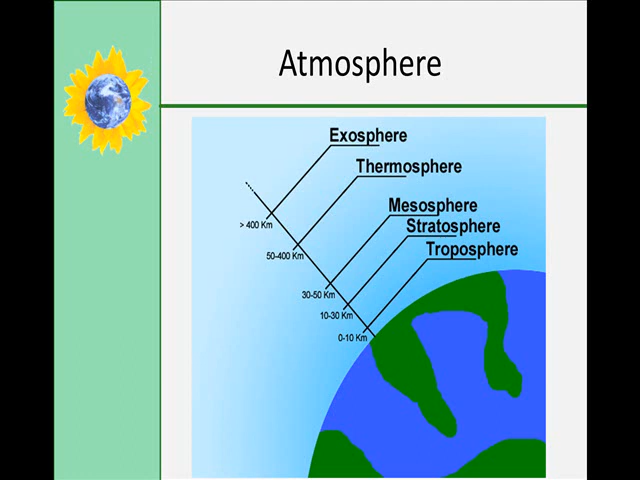 Atmosphere
Exosphere
Thermosphere
Mesosphere
Stratosphere
Troposphere
> 400 Km
50-400 Km
30-50 Km
10-30 Km
0-10 Km